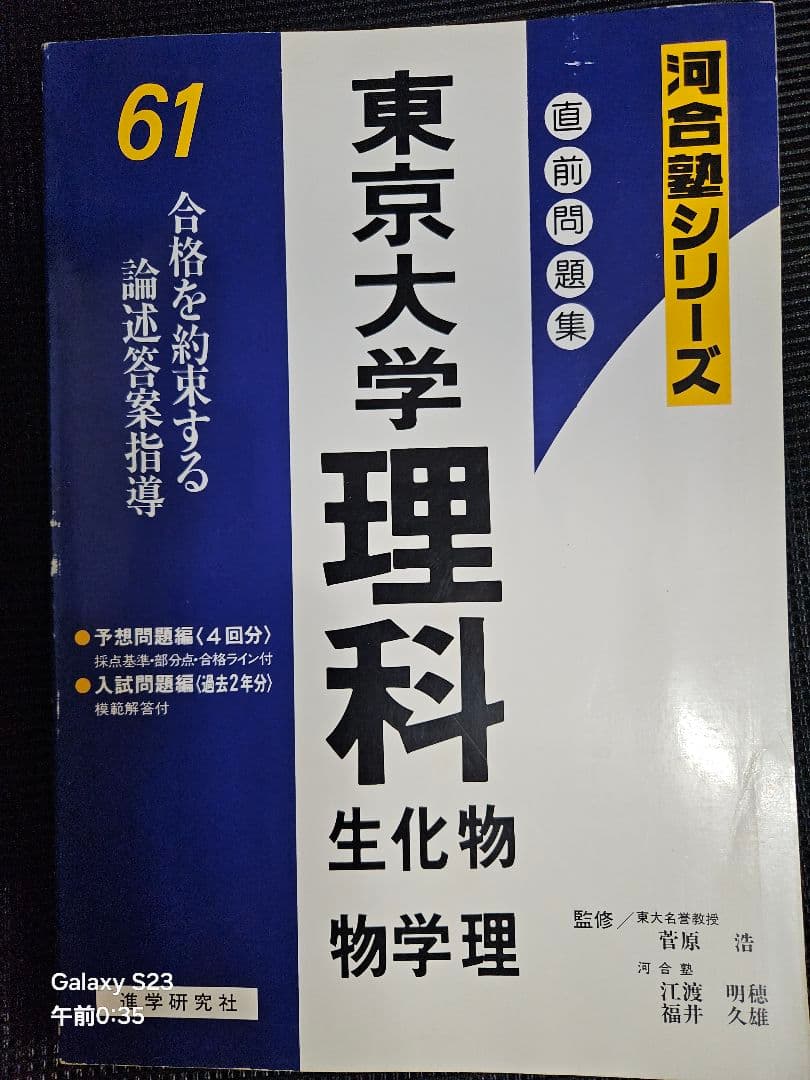 河合塾シリーズ
直前問題集
東京大学理科
物理
化学
生物
61
合格を約束する
論述答案指導
●予想問題編〈4回分〉
採点基準・部分点・合格ライン付
●入試問題編〈過去2年分〉
模範解答付
監修／東大名誉教授
菅原 浩
河合塾
江渡 明穂
福井 久雄
進学研究社
Galaxy S23
午前0:35